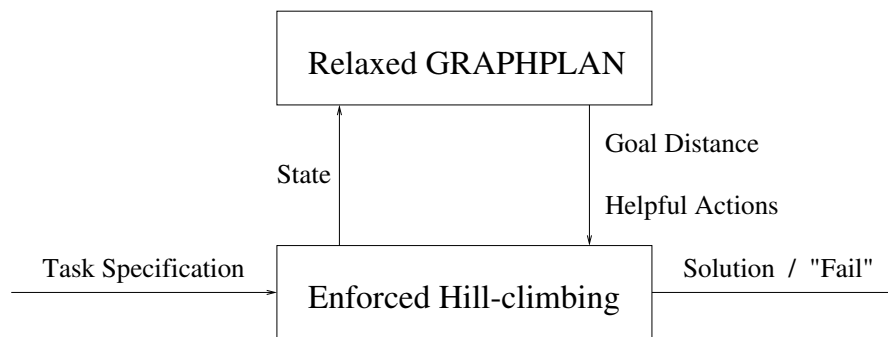 Relaxed GRAPHPLAN
Goal Distance
State
Helpful Actions
Task Specification
Solution / "Fail"
Enforced Hill-climbing